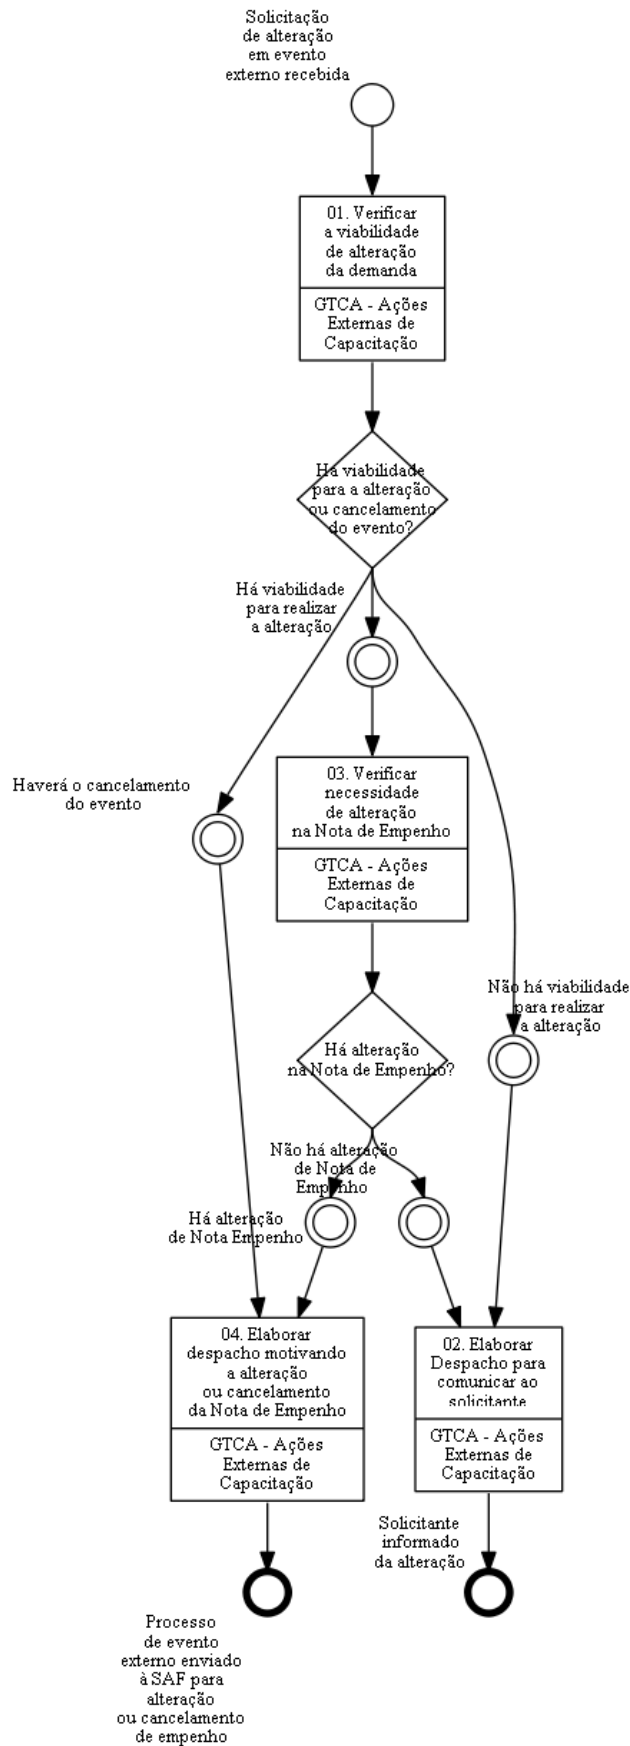 Solicitação
de alteração
em evento
externo recebida
01. Verificar
a viabilidade
de alteração
da demanda
GTCA - Ações
Externas de
Capacitação
Há viabilidade
para a alteração
ou cancelamento
do evento?
Há viabilidade
para realizar
a alteração
03. Verificar
necessidade
de alteração
na Nota de Empenho
GTCA - Ações
Externas de
Capacitação
Haverá o cancelamento
do evento
Não há viabilidade
para realizar
a alteração
Há alteração
na Nota de Empenho?
Não há alteração
de Nota de
Empenho
Há alteração
de Nota Empenho
04. Elaborar
despacho motivando
a alteração
ou cancelamento
da Nota de Empenho
GTCA - Ações
Externas de
Capacitação
02. Elaborar
Despacho para
comunicar ao
solicitante
GTCA - Ações
Externas de
Capacitação
Solicitante
informado
da alteração
Processo
de evento
externo enviado
à SAF para
alteração
ou cancelamento
de empenho